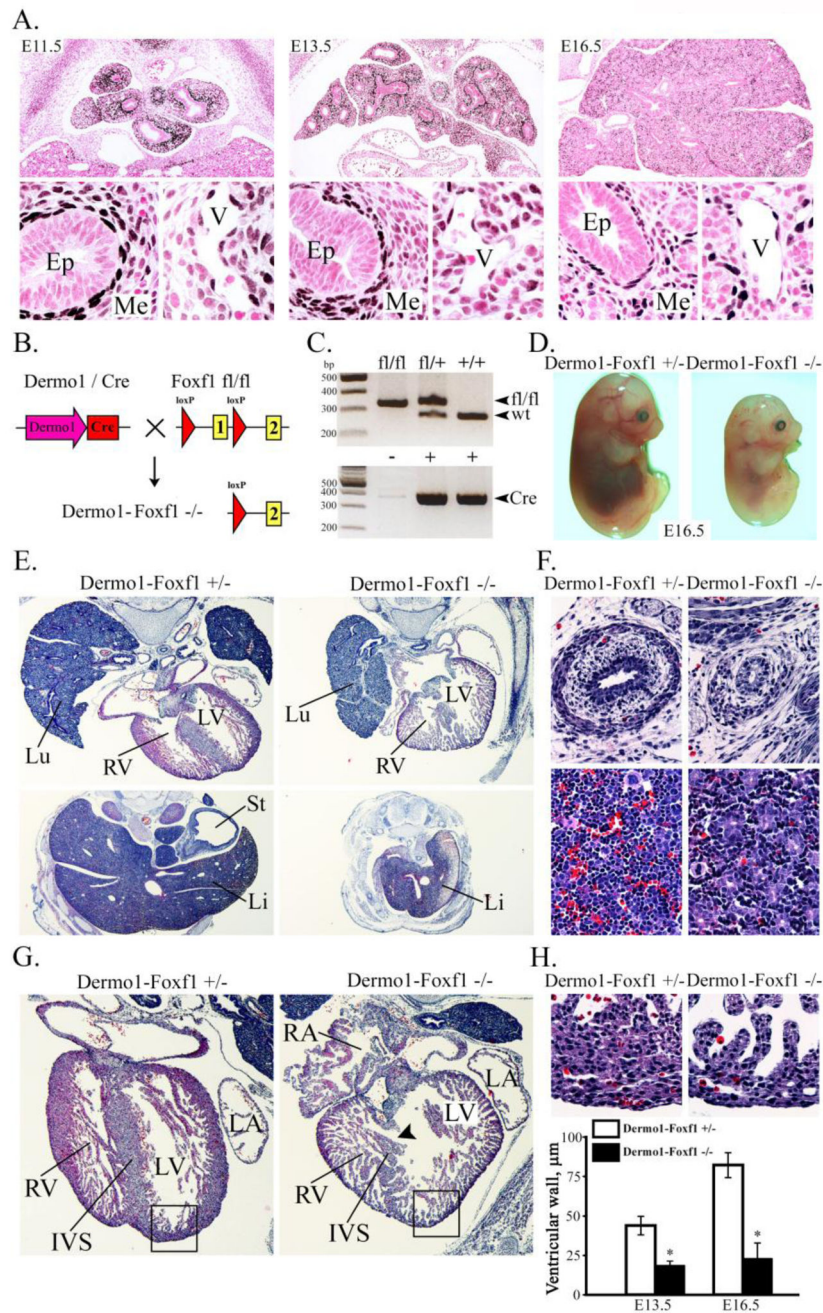 A.
E11.5
E13.5
E16.5
Ep
Me
V
Ep
Me
V
Ep
Me
V
B.
Dermo1 / Cre
Foxf1 fl/fl
loxP
loxP
Dermo1
Cre
1
2
Dermo1-Foxf1 -/-
loxP
2
C.
fl/fl fl/+ +/+
bp
500
400
300
200
fl/fl
wt
- + +
500
400
300
200
Cre
D.
Dermo1-Foxf1 +/- Dermo1-Foxf1 -/-
E16.5
E.
Dermo1-Foxf1 +/-
Dermo1-Foxf1 -/-
Lu
RV
LV
Lu
RV
LV
St
Li
Li
F.
Dermo1-Foxf1 +/- Dermo1-Foxf1 -/-
G.
Dermo1-Foxf1 +/-
Dermo1-Foxf1 -/-
RV
IVS
LV
LA
RA
LA
LV
RV
IVS
H.
Dermo1-Foxf1 +/- Dermo1-Foxf1 -/-
Ventricular wall, μm
100
75
50
25
0
Dermo1-Foxf1 +/-
Dermo1-Foxf1 -/-
*
*
E13.5
E16.5